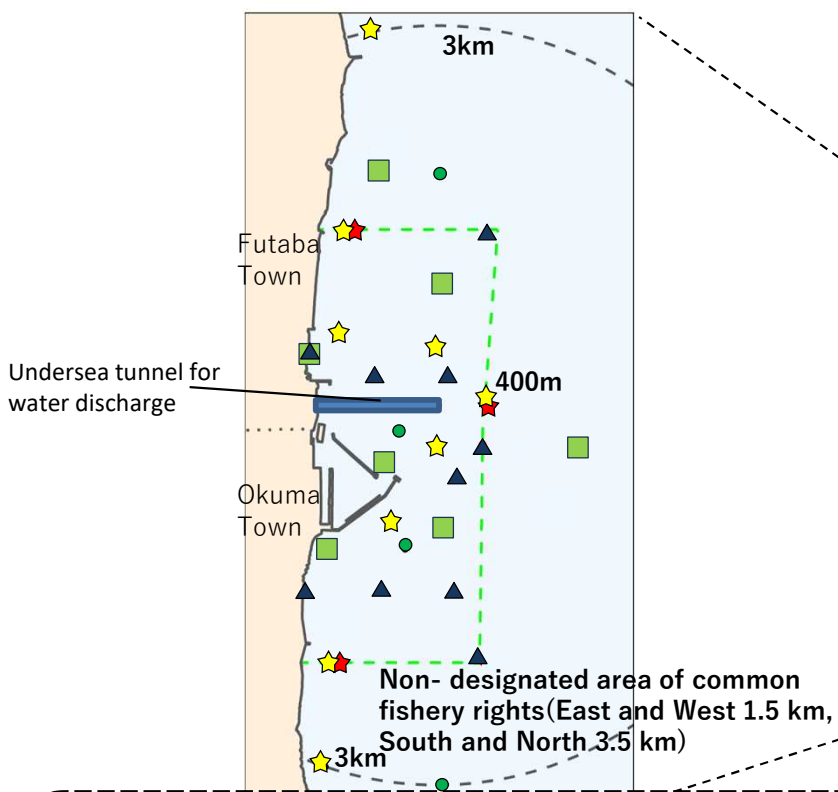 3km
Futaba
Town
Undersea tunnel for
water discharge
400m
Okuma
Town
Non- designated area of common
fishery rights(East and West 1.5 km,
South and North 3.5 km)
3km